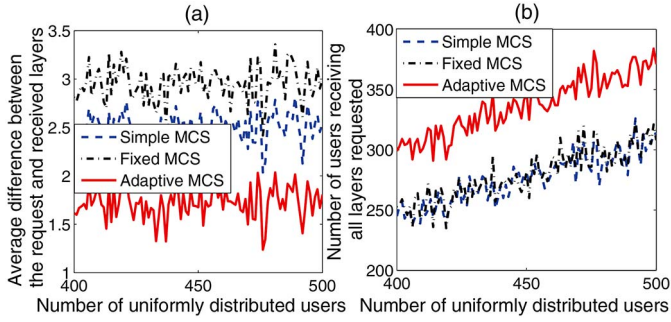 (a)
Average difference between
the request and received layers
3.5
3
2.5
2
1.5
1
Simple MCS
Fixed MCS
Adaptive MCS
400
450
500
Number of uniformly distributed users
(b)
Number of users receiving
all layers requested
400
350
300
250
200
Simple MCS
Fixed MCS
Adaptive MCS
400
450
500
Number of uniformly distributed users